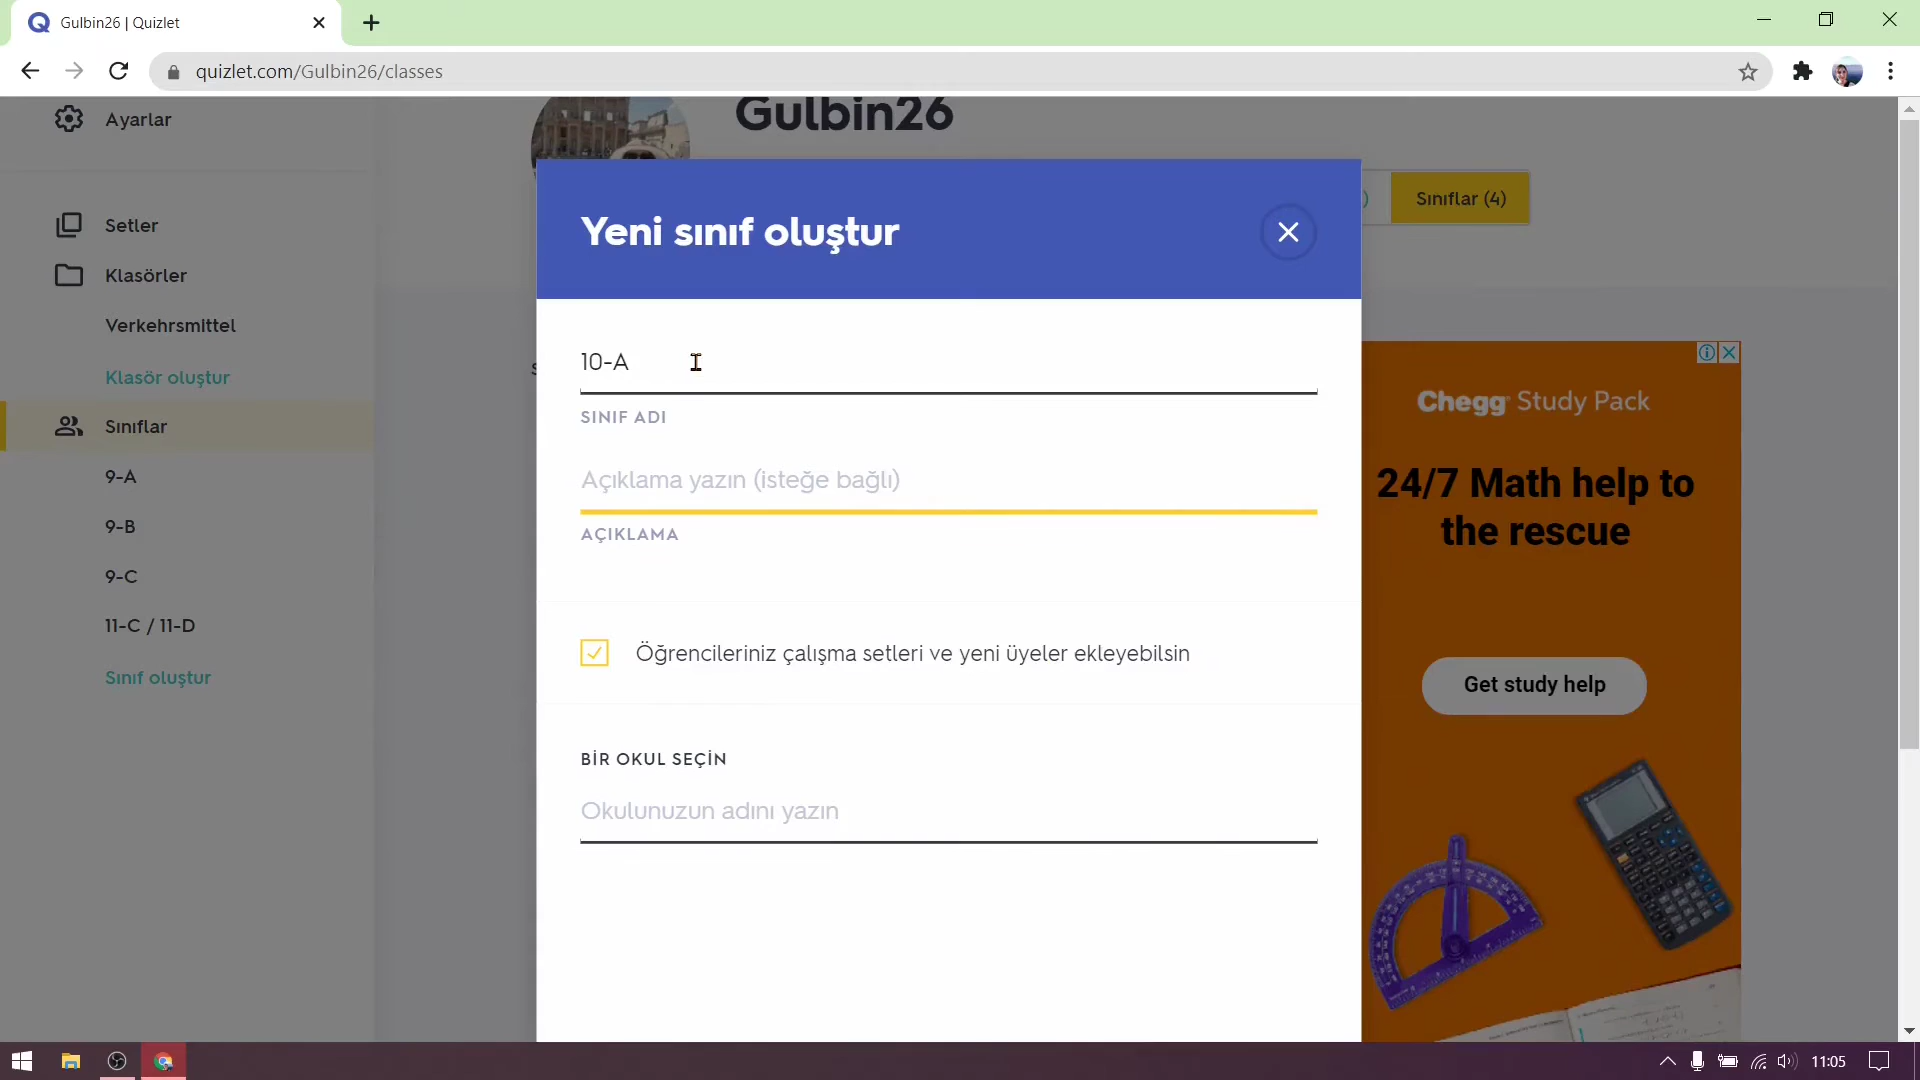 Gulbin26 | Quizlet
quizlet.com/Gulbin26/classes
Gulbin26
Sınıflar (4)
Ayarlar
Setler
Klasörler
Verkehrsmittel
Klasör oluştur
Sınıflar
9-A
9-B
9-C
11-C / 11-D
Sınıf oluştur
Yeni sınıf oluştur
10-A
SINIF ADI
Açıklama yazın (isteğe bağlı)
AÇIKLAMA
Öğrencileriniz çalışma setleri ve yeni üyeler ekleyebilsin
BİR OKUL SEÇİN
Okulunuzun adını yazın
Chegg Study Pack
24/7 Math help to
the rescue
Get study help
11:05